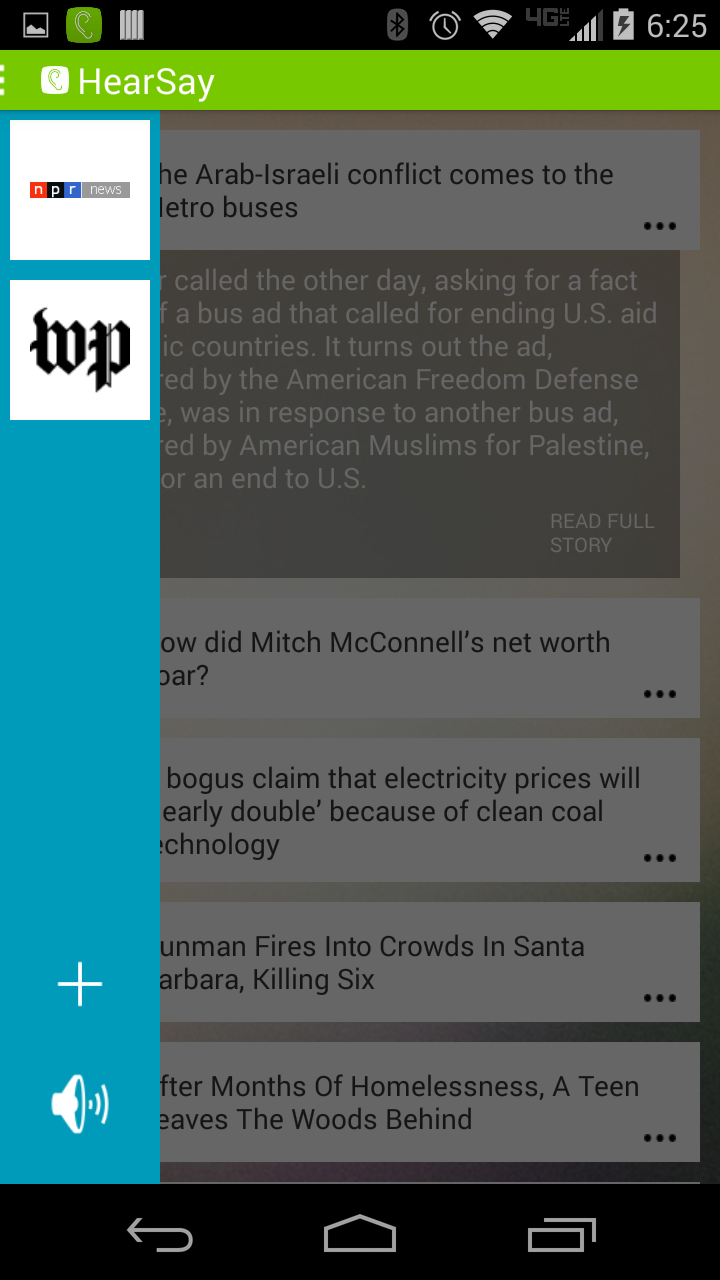 4G LTE 6:25
HearSay
npr news
wp
he Arab-Israeli conflict comes to the
etro buses
r called the other day, asking for a fact
f a bus ad that called for ending U.S. aid
ic countries. It turns out the ad,
red by the American Freedom Defense
e, was in response to another bus ad,
red by American Muslims for Palestine,
or an end to U.S.
READ FULL
STORY
ow did Mitch McConnell’s net worth
oar?
bogus claim that electricity prices will
early double’ because of clean coal
echnology
unman Fires Into Crowds In Santa
arbara, Killing Six
fter Months Of Homelessness, A Teen
eaves The Woods Behind